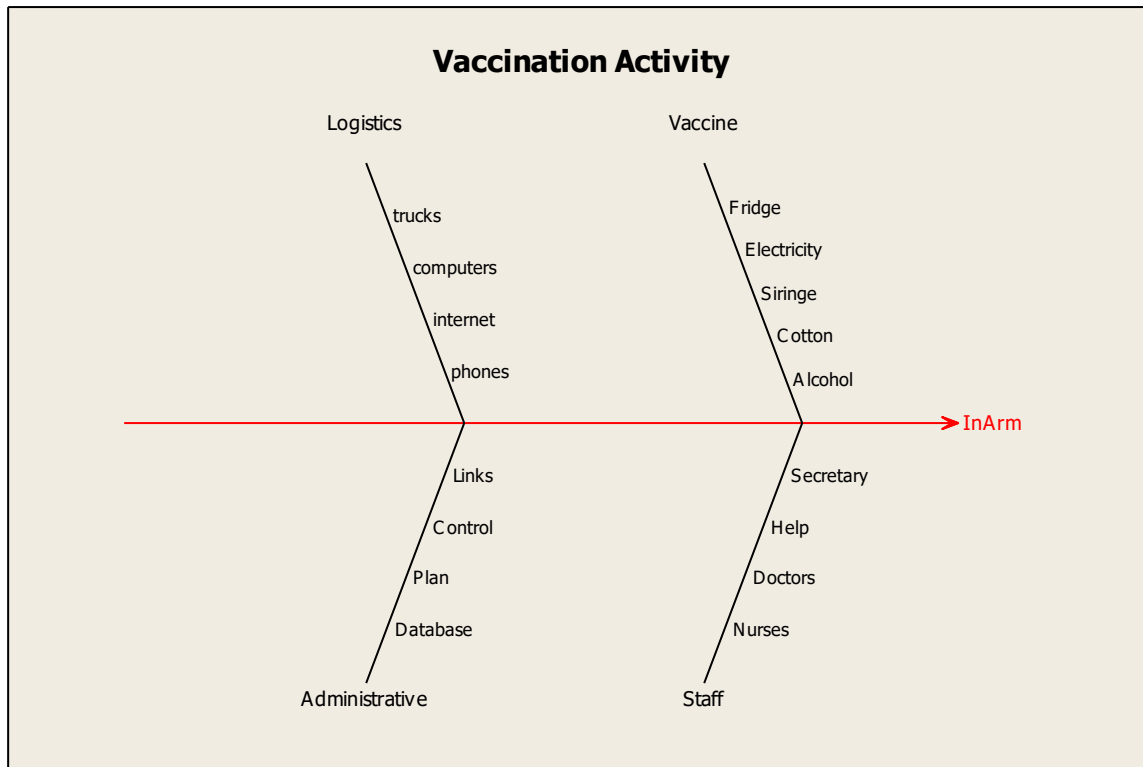 Vaccination Activity
Logistics
Vaccine
trucks
computers
internet
phones
Fridge
Electricity
Siringe
Cotton
Alcohol
InArm
Links
Control
Plan
Database
Secretary
Help
Doctors
Nurses
Administrative
Staff